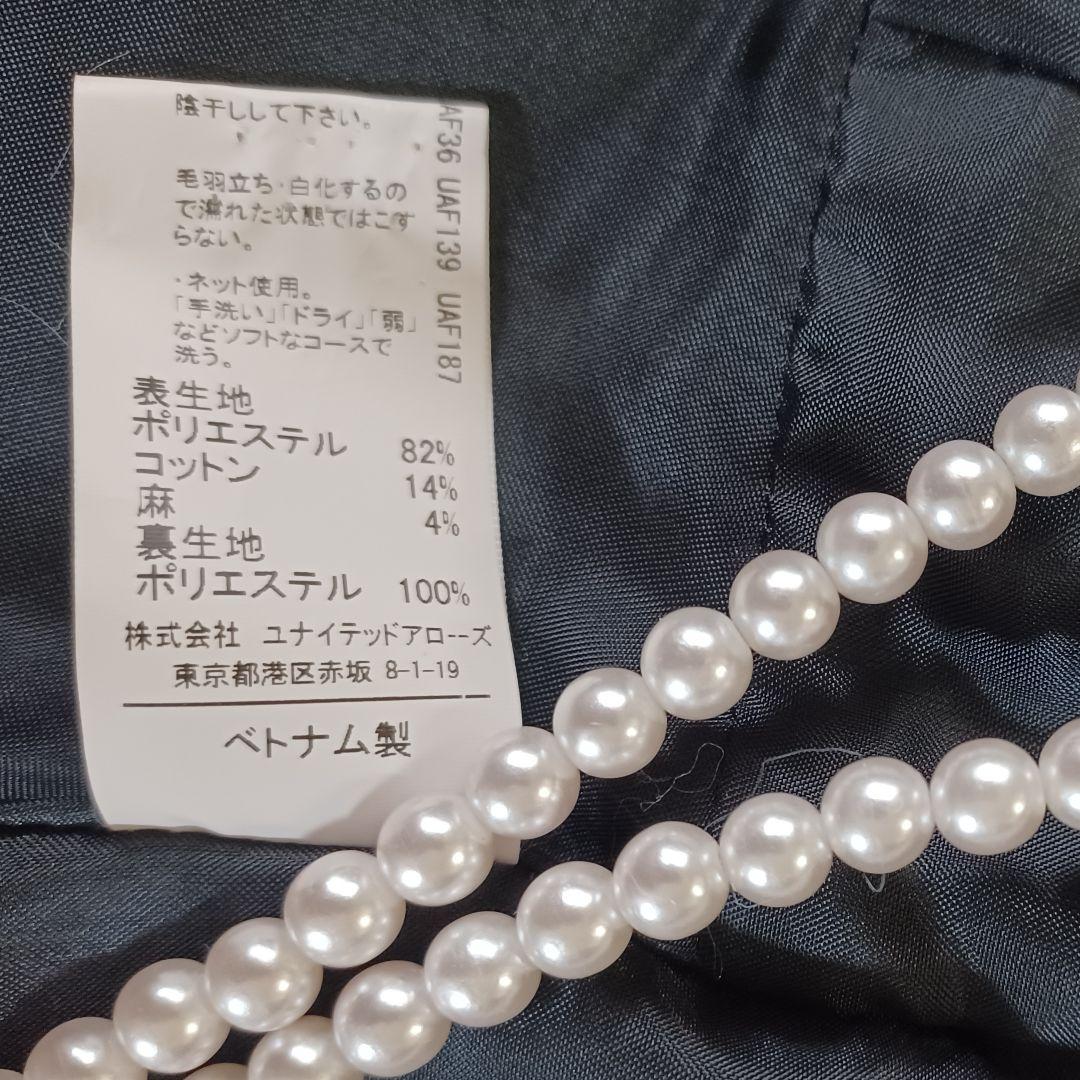 陰干しして下さい。
毛羽立ち・白化するの
で濡れた状態ではこす
らない。
・ネット使用。
「手洗い」「ドライ」「弱」
などソフトなコースで
洗う。
AF36 UAF139 UAF187
表生地
ポリエステル 82%
コットン 14%
麻 4%
裏生地
ポリエステル 100%
株式会社 ユナイテッドアローズ
東京都港区赤坂 8-1-19
ベトナム製